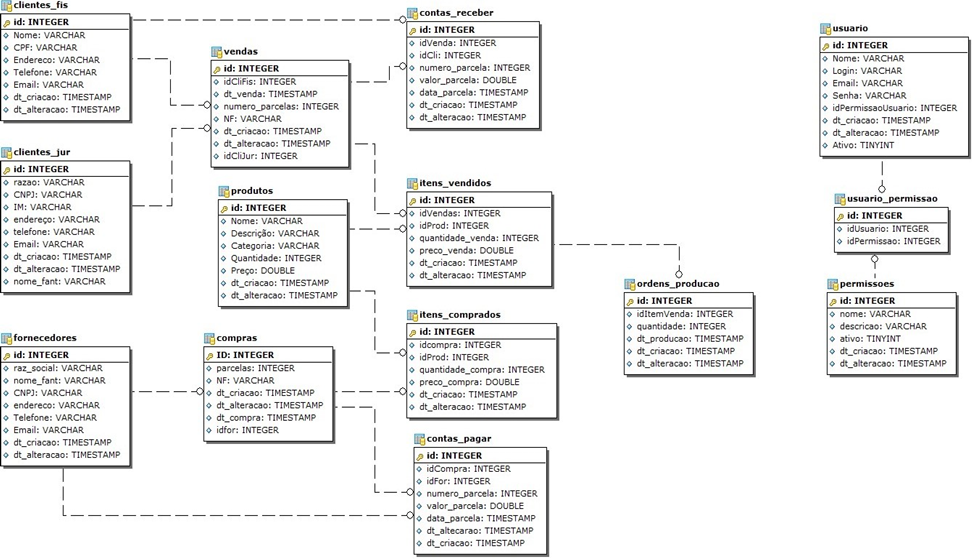 clientes_fis
id: INTEGER
Nome: VARCHAR
CPF: VARCHAR
Endereco: VARCHAR
Telefone: VARCHAR
Email: VARCHAR
dt_criacao: TIMESTAMP
dt_alteracao: TIMESTAMP
clientes_jur
id: INTEGER
razao: VARCHAR
CNPJ: VARCHAR
IM: VARCHAR
endereço: VARCHAR
telefone: VARCHAR
Email: VARCHAR
dt_criacao: TIMESTAMP
dt_alteracao: TIMESTAMP
nome_fant: VARCHAR
fornecedores
id: INTEGER
raz_social: VARCHAR
nome_fant: VARCHAR
CNPJ: VARCHAR
endereco: VARCHAR
Telefone: VARCHAR
Email: VARCHAR
dt_criacao: TIMESTAMP
dt_alteracao: TIMESTAMP
vendas
id: INTEGER
idCliFis: INTEGER
dt_venda: TIMESTAMP
numero_parcelas: INTEGER
NF: VARCHAR
dt_criacao: TIMESTAMP
dt_alteracao: TIMESTAMP
idCliJur: INTEGER
produtos
id: INTEGER
Nome: VARCHAR
Descrição: VARCHAR
Categoria: VARCHAR
Quantidade: INTEGER
Preço: DOUBLE
dt_criacao: TIMESTAMP
dt_alteracao: TIMESTAMP
compras
ID: INTEGER
parcelas: INTEGER
NF: VARCHAR
dt_criacao: TIMESTAMP
dt_alteracao: TIMESTAMP
dt_compra: TIMESTAMP
idfor: INTEGER
contas_receber
id: INTEGER
idVenda: INTEGER
idCli: INTEGER
numero_parcela: INTEGER
valor_parcela: DOUBLE
data_parcela: TIMESTAMP
dt_criacao: TIMESTAMP
dt_alteracao: TIMESTAMP
itens_vendidos
id: INTEGER
idVendas: INTEGER
idProd: INTEGER
quantidade_venda: INTEGER
preco_venda: DOUBLE
dt_criacao: TIMESTAMP
dt_alteracao: TIMESTAMP
itens_comprados
id: INTEGER
idcompra: INTEGER
idProd: INTEGER
quantidade_compra: INTEGER
preco_compra: DOUBLE
dt_criacao: TIMESTAMP
dt_alteracao: TIMESTAMP
contas_pagar
id: INTEGER
idCompra: INTEGER
idFor: INTEGER
numero_parcela: INTEGER
valor_parcela: DOUBLE
data_parcela: TIMESTAMP
dt_altecarao: TIMESTAMP
dt_criacao: TIMESTAMP
ordens_producao
id: INTEGER
idItemVenda: INTEGER
quantidade: INTEGER
dt_producao: TIMESTAMP
dt_criacao: TIMESTAMP
dt_alteracao: TIMESTAMP
usuario
id: INTEGER
Nome: VARCHAR
Login: VARCHAR
Email: VARCHAR
Senha: VARCHAR
idPermissaoUsuario: INTEGER
dt_criacao: TIMESTAMP
dt_alteracao: TIMESTAMP
Ativo: TINYINT
usuario_permissao
id: INTEGER
idUsuario: INTEGER
idPermissao: INTEGER
permissoes
id: INTEGER
nome: VARCHAR
descricao: VARCHAR
ativo: TINYINT
dt_criacao: TIMESTAMP
dt_alteracao: TIMESTAMP